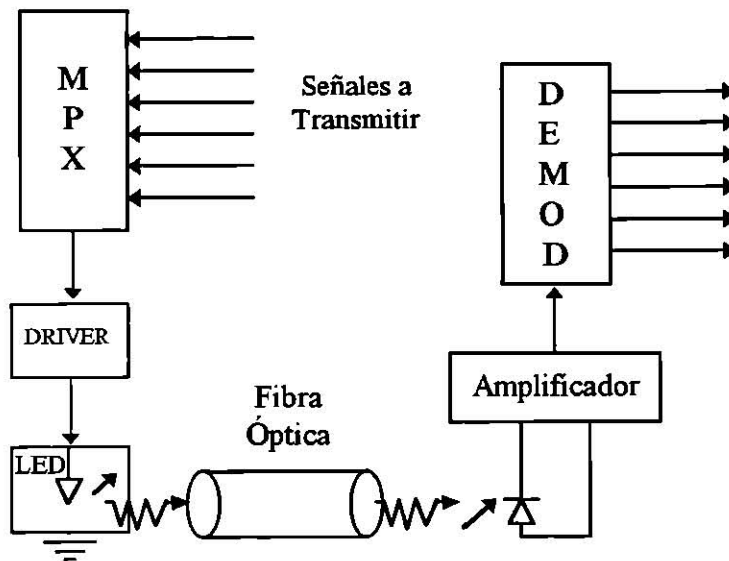 M
P
X
Señales a
Transmitir
D
E
M
O
D
DRIVER
Amplificador
Fibra
Óptica
LED